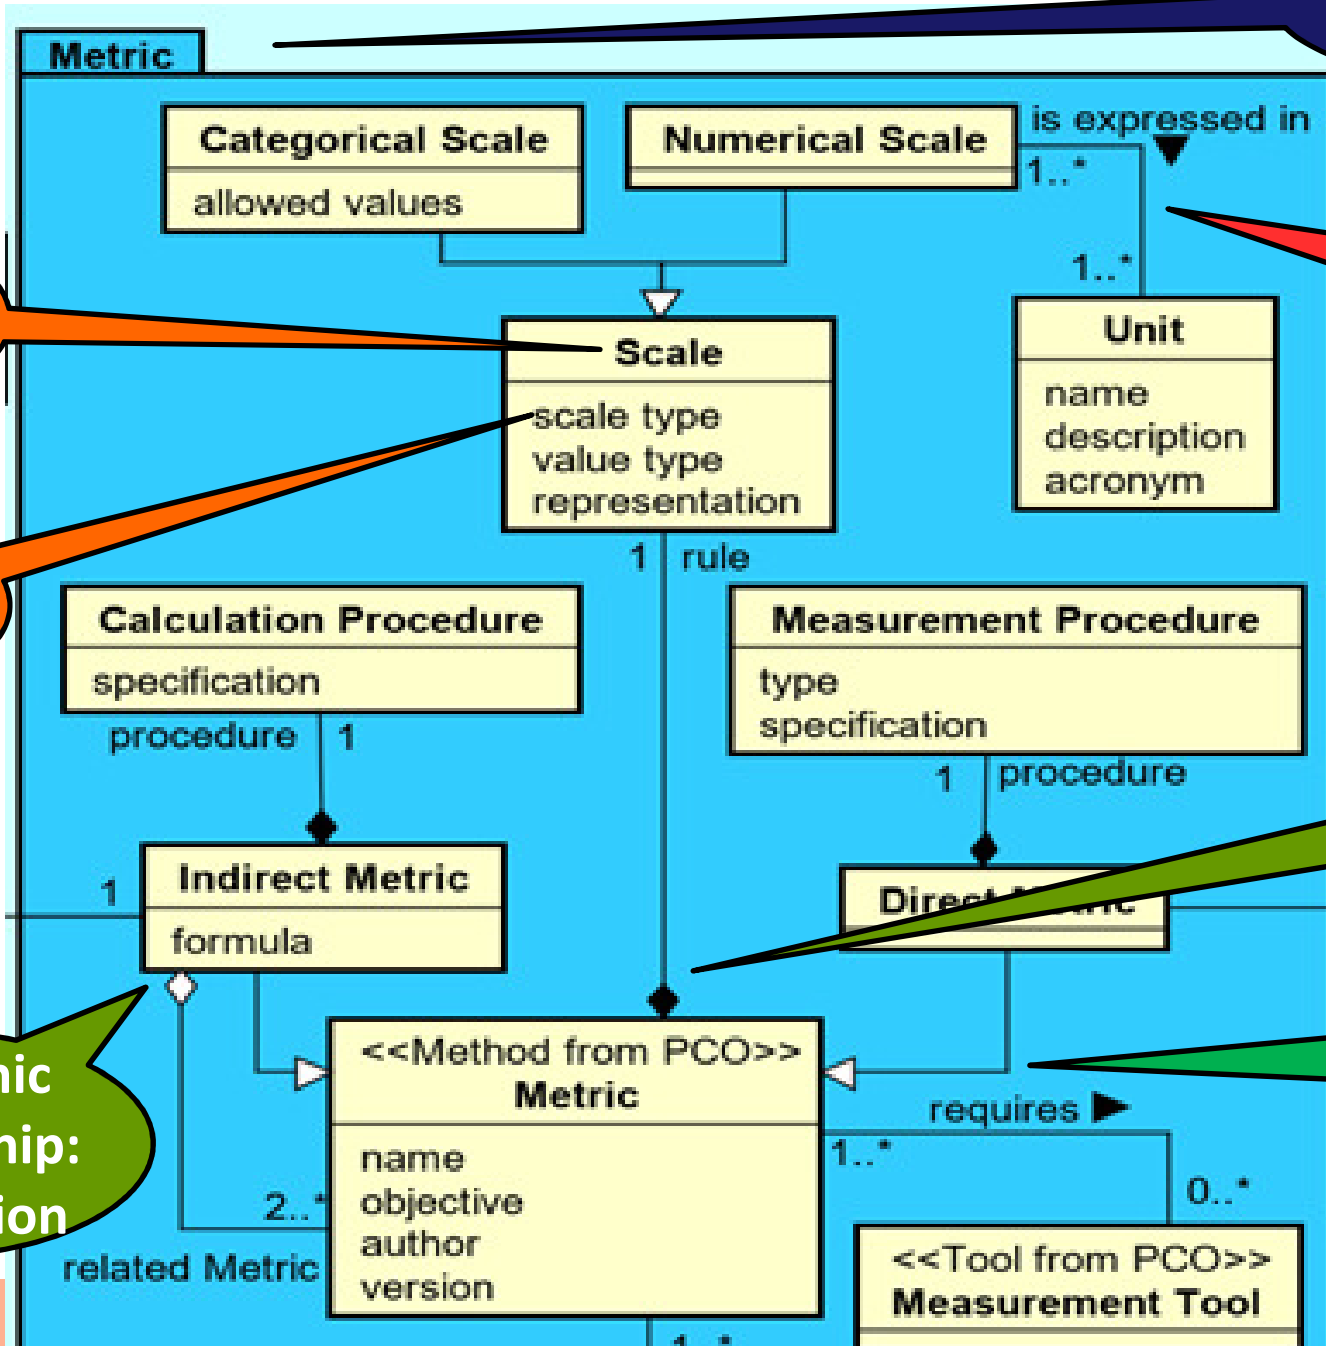 Metric
Categorical Scale
allowed values
Numerical Scale
is expressed in
1..*
1..*
Unit
name
description
acronym
Scale
scale type
value type
representation
1 rule
Calculation Procedure
specification
procedure 1
Measurement Procedure
type
specification
1 procedure
1
Indirect Metric
formula
Direct Metric
<<Method from PCO>>
Metric
name
objective
author
version
requires
1..*
0..*
2..*
related Metric
<<Tool from PCO>>
Measurement Tool
nic
nip:
ion